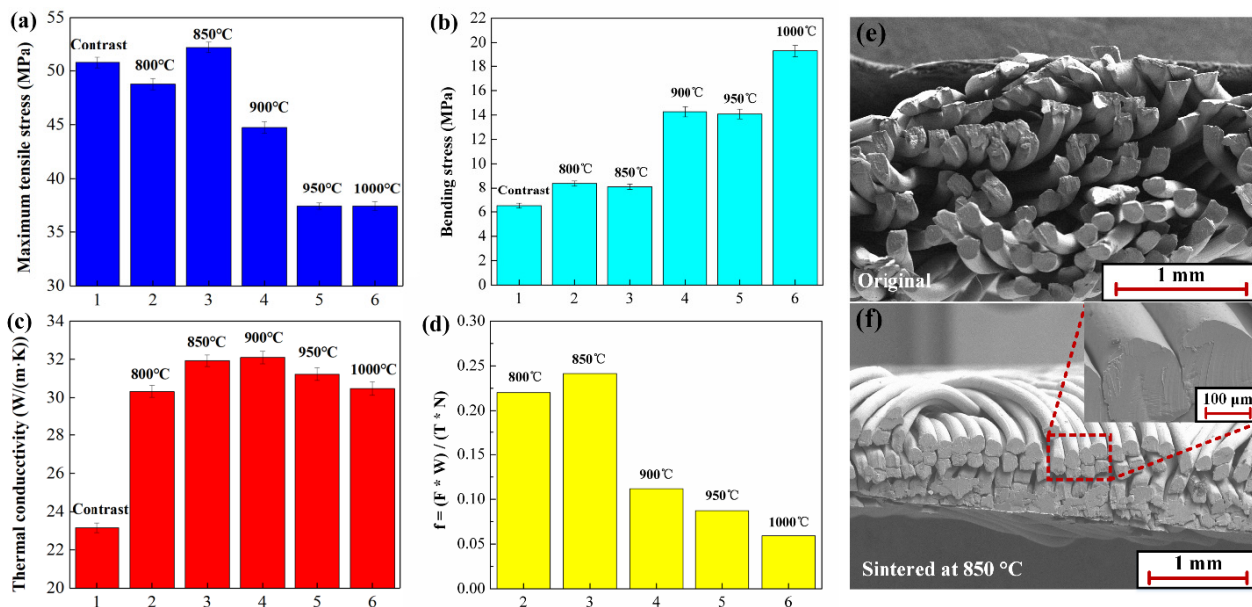 (a)
Maximum tensile stress (MPa)
60
55
50
45
40
35
30
Contrast
800°C
850°C
900°C
950°C
1000°C
1 2 3 4 5 6
(b)
Bending stress (MPa)
22
20
18
16
14
12
10
8
6
4
2
0
Contrast
800℃
850℃
900℃
950℃
1000℃
1 2 3 4 5 6
(e)
Original
1 mm
(c)
Thermal conductivity (W/(m·K))
34
32
30
28
26
24
22
20
Contrast
800°C
850°C
900°C
950°C
1000°C
1 2 3 4 5 6
(d)
f = (F * W) / (T * N)
0.30
0.25
0.20
0.15
0.10
0.05
0.00
800℃
850℃
900℃
950℃
1000℃
2 3 4 5 6
(f)
100 μm
Sintered at 850 °C
1 mm